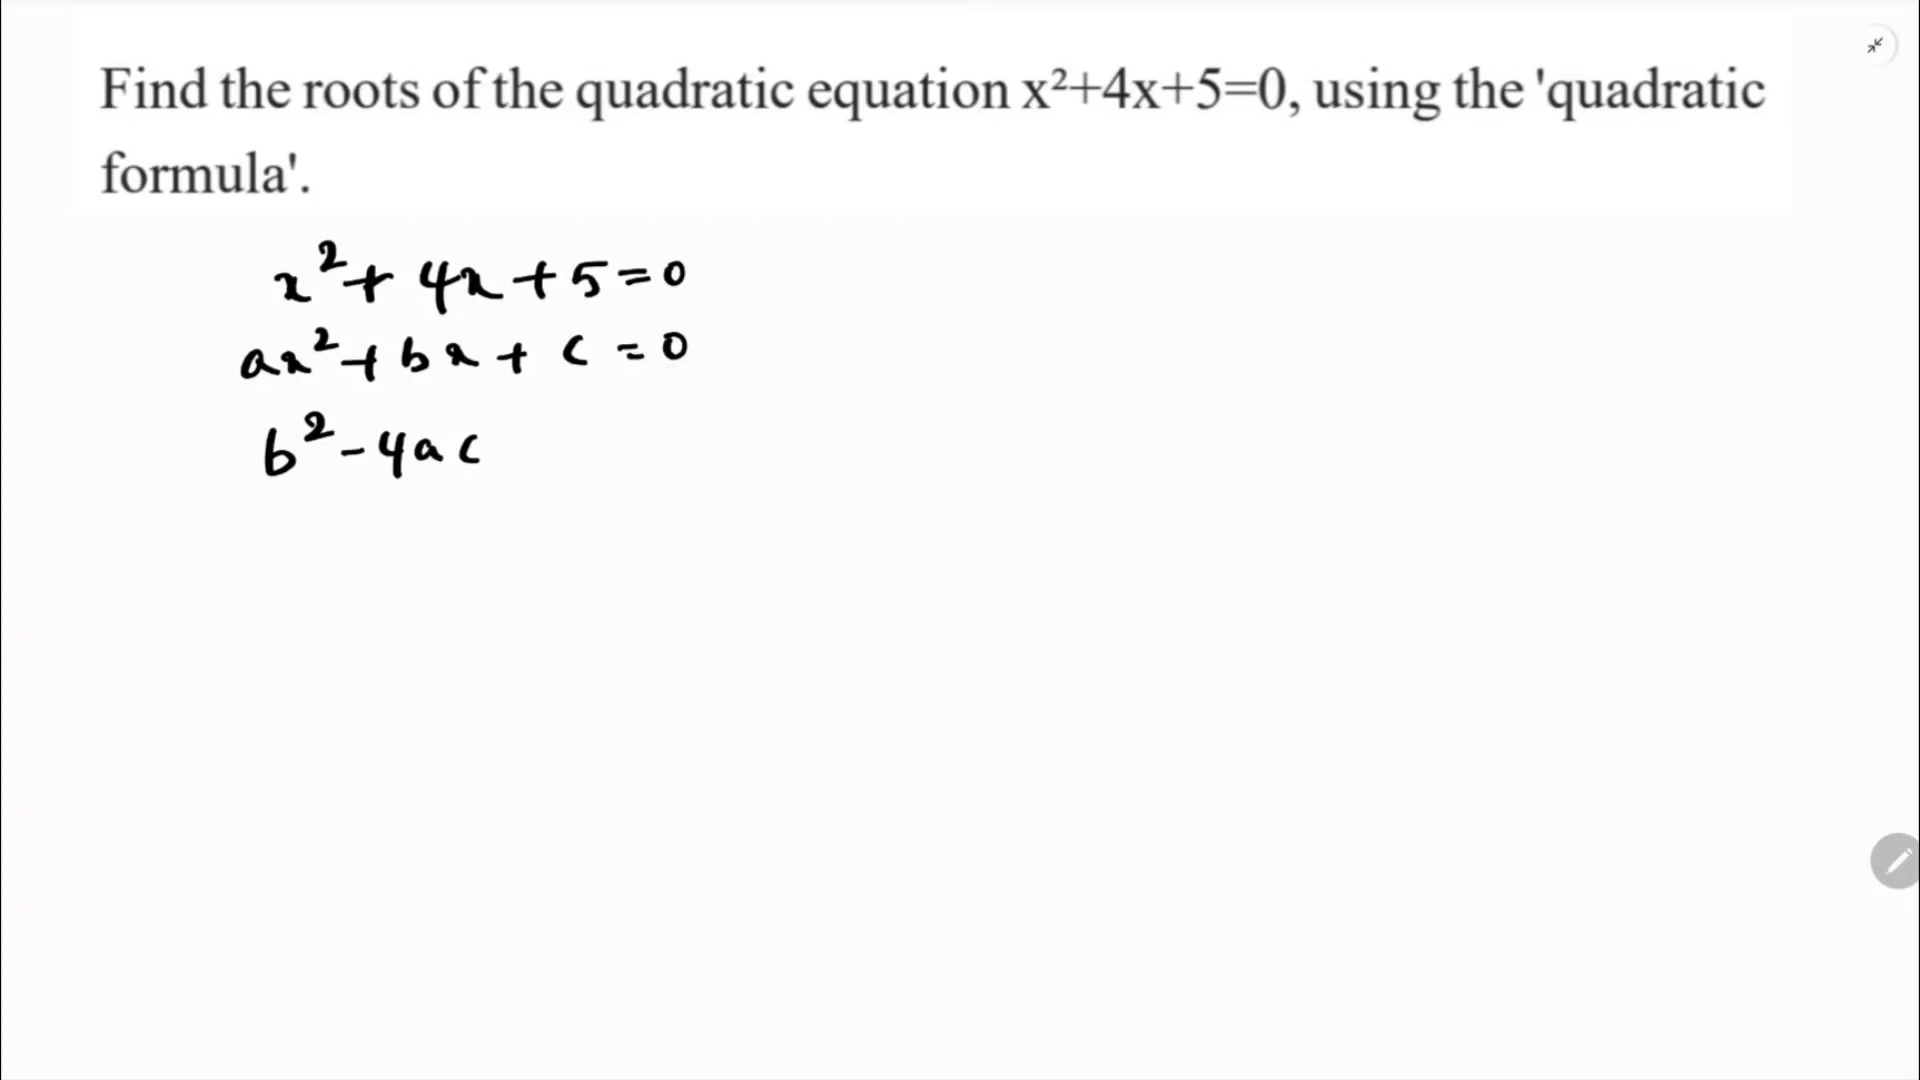 Find the roots of the quadratic equation x²+4x+5=0, using the 'quadratic
formula'.
x²+ 4x+5=0
ax²+bx+ c =0
b²-4ac